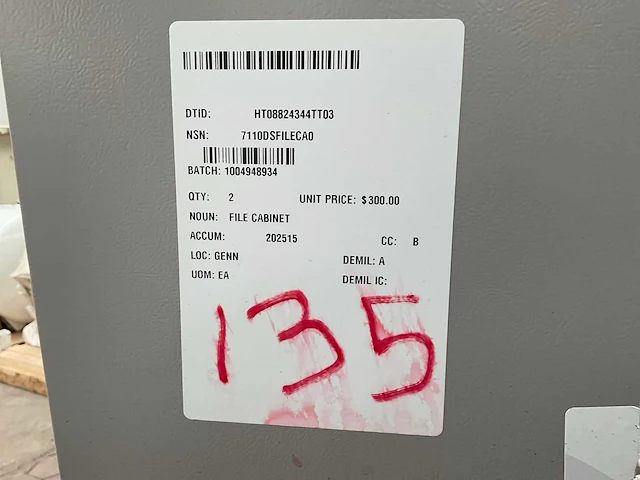 DTID: HT08824344TT03
NSN: 7110DSFILECA0
BATCH: 1004948934
QTY: 2 UNIT PRICE: $300.00
NOUN: FILE CABINET
ACCUM: 202515 CC: B
LOC: GENN DEMIL: A
UOM: EA DEMIL IC:
135